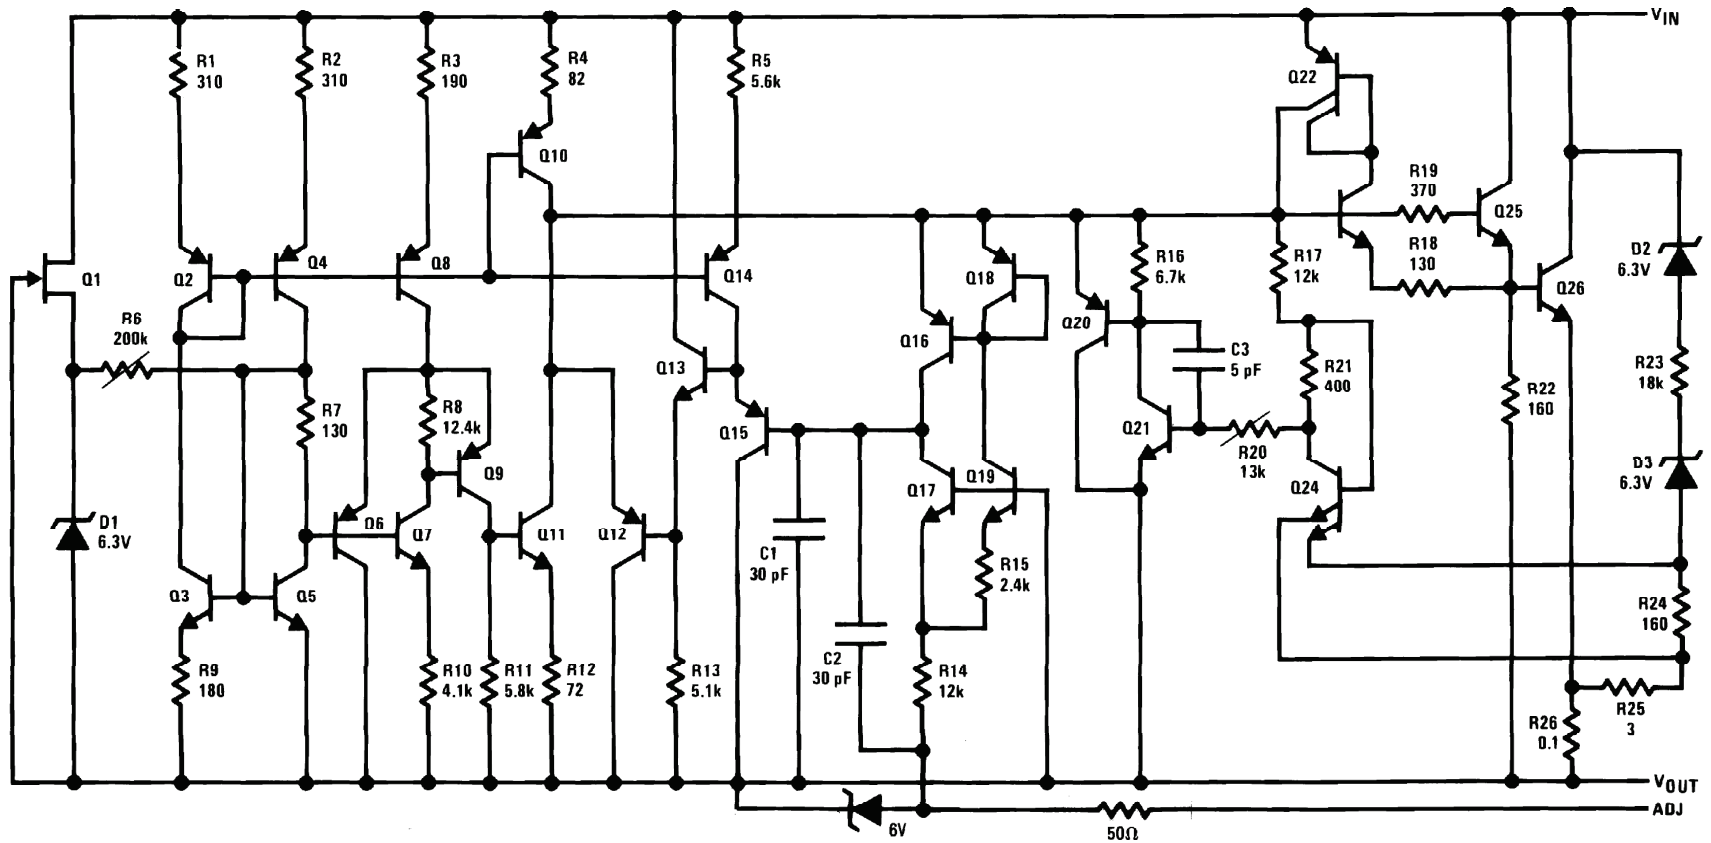 VIN
R1
310
R2
310
R3
190
R4
82
R5
5.6k
Q22
Q10
R19
370
Q25
R18
130
D2
6.3V
Q1
Q2
Q4
Q8
Q14
Q18
R16
6.7k
R17
12k
Q26
R6
200k
Q13
Q16
Q20
C3
5 pF
R21
400
R23
18k
R22
160
R7
130
R8
12.4k
Q15
Q21
R20
13k
Q9
Q17
Q19
Q24
D3
6.3V
D1
6.3V
Q6
Q7
Q11
Q12
C1
30 pF
R15
2.4k
Q3
Q5
R24
160
R9
180
R10
4.1k
R11
5.8k
R12
72
R13
5.1k
C2
30 pF
R14
12k
R25
3
R26
0.1
VOUT
ADJ
6V
50Ω